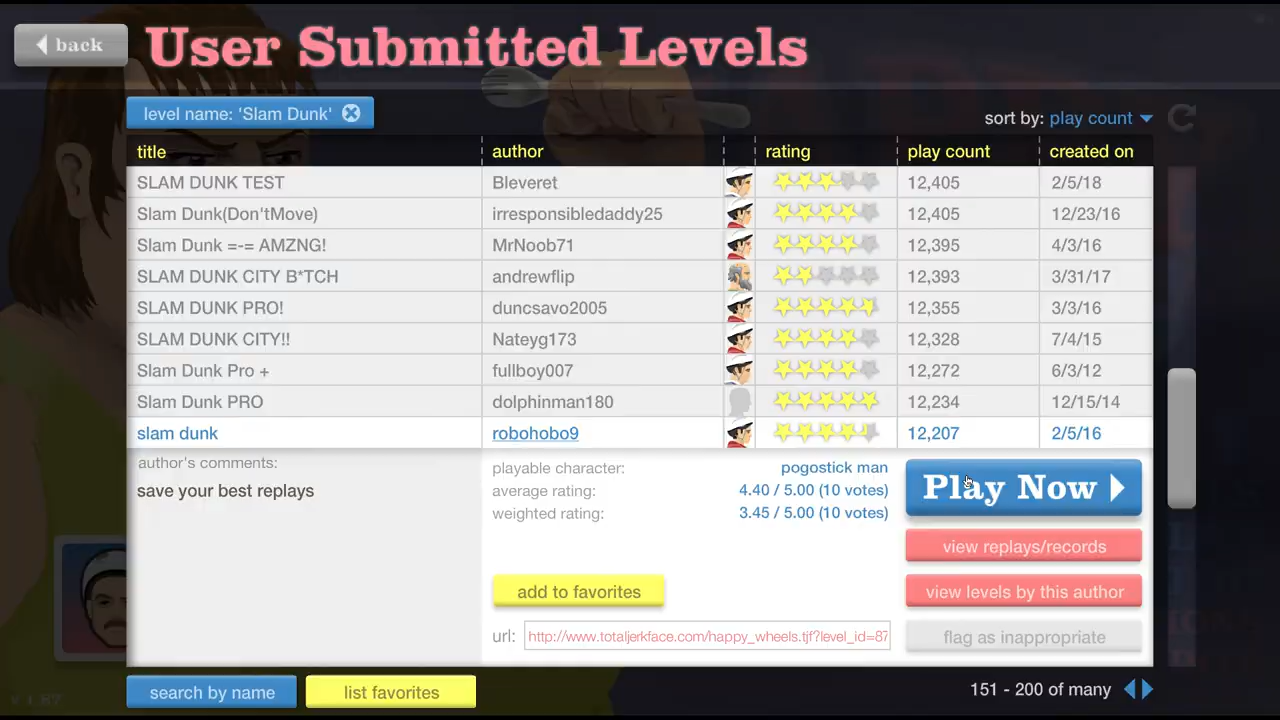 back
User Submitted Levels
level name: 'Slam Dunk'
sort by: play count
title author rating play count created on
SLAM DUNK TEST Bleveret 12,405 2/5/18
Slam Dunk(Don'tMove) irresponsibledaddy25 12,405 12/23/16
Slam Dunk =-= AMZNG! MrNoob71 12,395 4/3/16
SLAM DUNK CITY B*TCH andrewflip 12,393 3/31/17
SLAM DUNK PRO! duncsavo2005 12,355 3/3/16
SLAM DUNK CITY!! Nateyg173 12,328 7/4/15
Slam Dunk Pro + fullboy007 12,272 6/3/12
Slam Dunk PRO dolphinman180 12,234 12/15/14
slam dunk robohobo9 12,207 2/5/16
author's comments:
save your best replays
playable character: pogostick man
average rating: 4.40 / 5.00 (10 votes)
weighted rating: 3.45 / 5.00 (10 votes)
Play Now
view replays/records
add to favorites
view levels by this author
url: http://www.totaljerkface.com/happy_wheels.tjf?level_id=87
flag as inappropriate
search by name
list favorites
151 - 200 of many
v 1.87